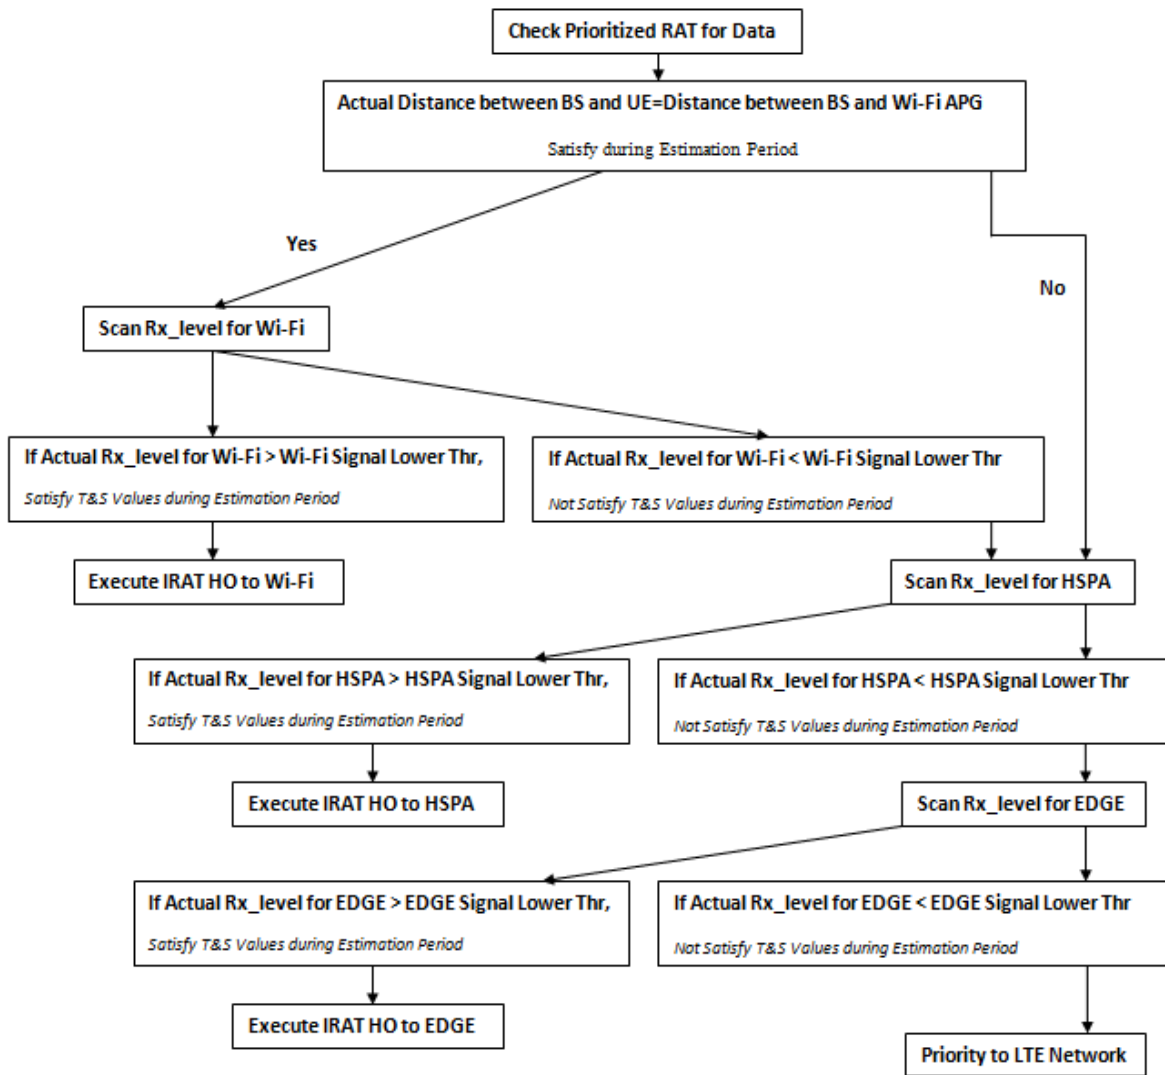 Check Prioritized RAT for Data
Actual Distance between BS and UE=Distance between BS and Wi-Fi APG
Satisfy during Estimation Period
Yes
No
Scan Rx_level for Wi-Fi
If Actual Rx_level for Wi-Fi > Wi-Fi Signal Lower Thr,
Satisfy T&S Values during Estimation Period
If Actual Rx_level for Wi-Fi < Wi-Fi Signal Lower Thr
Not Satisfy T&S Values during Estimation Period
Execute IRAT HO to Wi-Fi
Scan Rx_level for HSPA
If Actual Rx_level for HSPA > HSPA Signal Lower Thr,
Satisfy T&S Values during Estimation Period
If Actual Rx_level for HSPA < HSPA Signal Lower Thr
Not Satisfy T&S Values during Estimation Period
Execute IRAT HO to HSPA
Scan Rx_level for EDGE
If Actual Rx_level for EDGE > EDGE Signal Lower Thr,
Satisfy T&S Values during Estimation Period
If Actual Rx_level for EDGE < EDGE Signal Lower Thr
Not Satisfy T&S Values during Estimation Period
Execute IRAT HO to EDGE
Priority to LTE Network